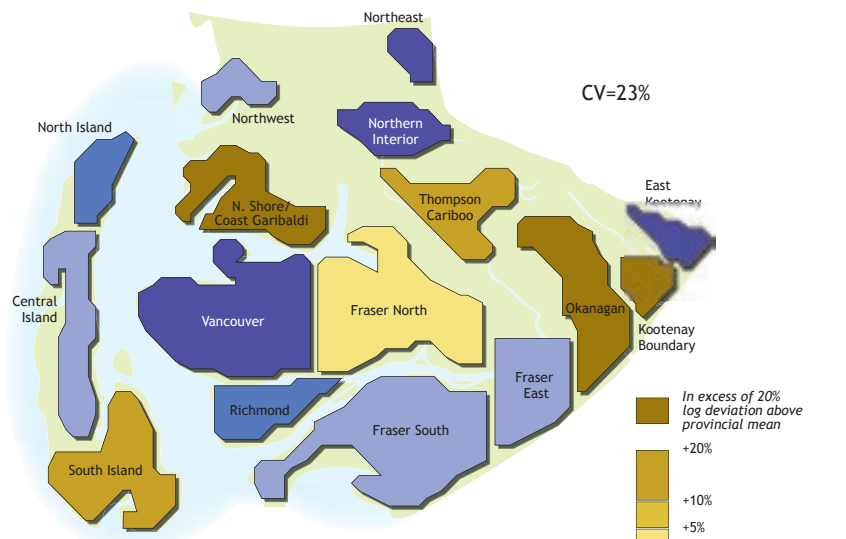 Northeast
CV=23%
Northwest
North Island
Northern
Interior
East
Kootenay
Thompson
Cariboo
N. Shore/
Coast Garibaldi
Central
Island
Vancouver
Fraser North
Okanagan
Kootenay
Boundary
Fraser
East
Richmond
Fraser South
South Island
In excess of 20%
log deviation above
provincial mean
+20%
+10%
+5%